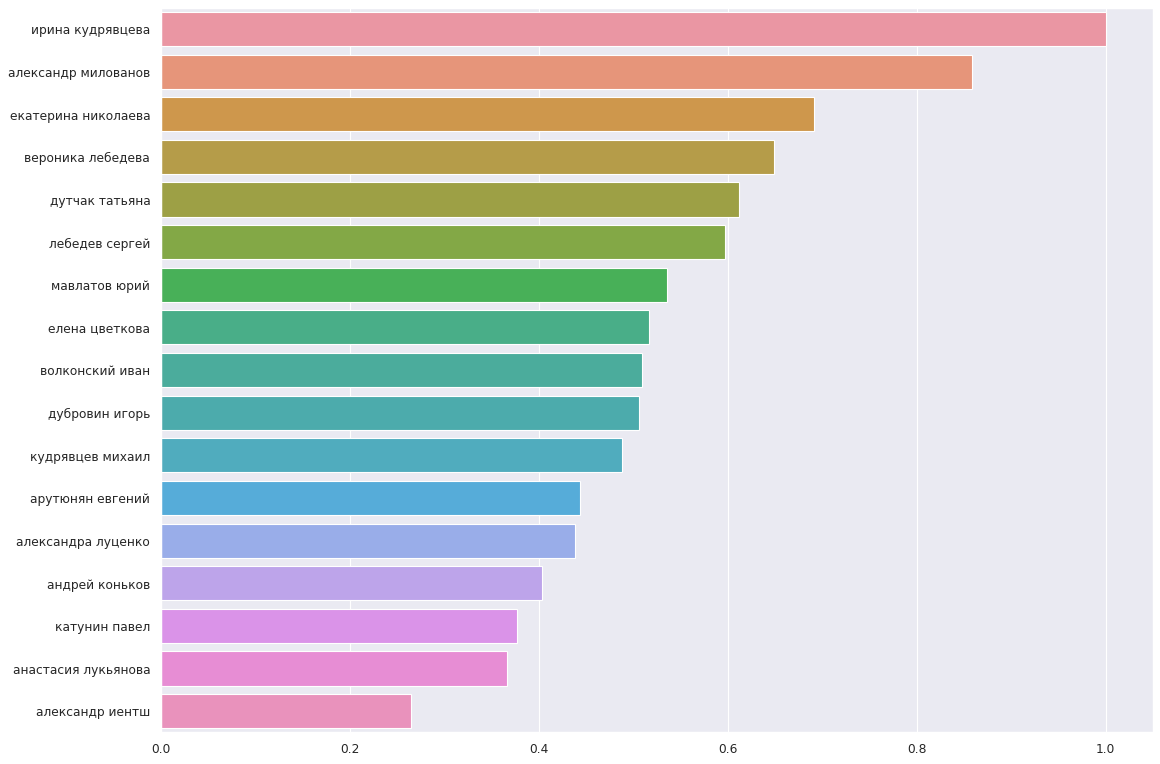 ирина кудрявцева
александр милованов
екатерина николаева
вероника лебедева
дутчак татьяна
лебедев сергей
мавлатов юрий
елена цветкова
волконский иван
дубровин игорь
кудрявцев михаил
арутюнян евгений
александра луценко
андрей коньков
катунин павел
анастасия лукьянова
александр иентш
0.0 0.2 0.4 0.6 0.8 1.0